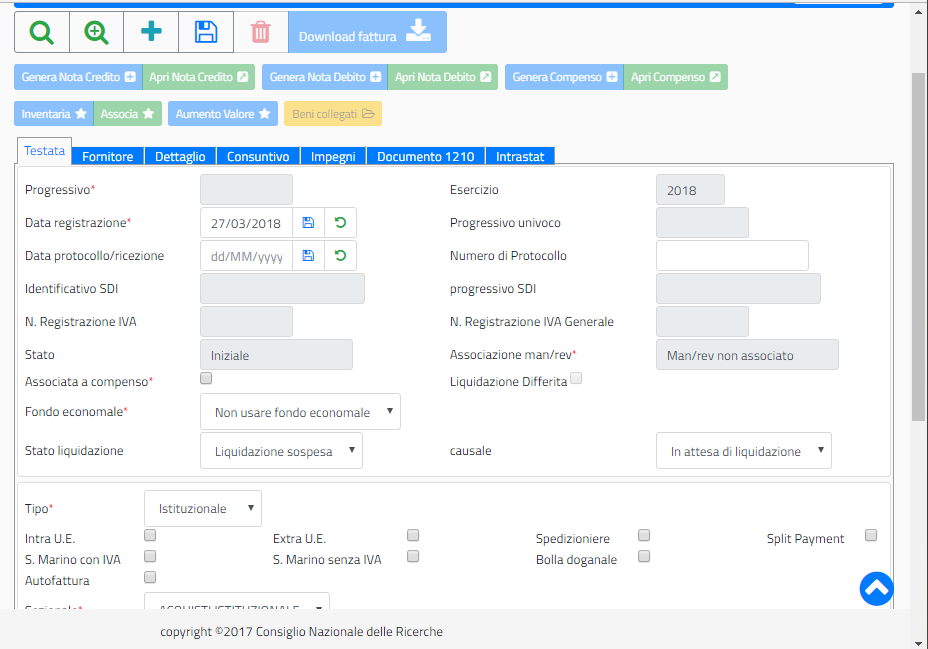 Download fattura
Genera Nota Credito Apri Nota Credito Genera Nota Debito Apri Nota Debito Genera Compenso Apri Compenso
Inventaria Associa Aumento Valore Beni collegati
Testata Fornitore Dettaglio Consuntivo Impegni Documento 1210 Intrastat
Progressivo* Esercizio 2018
Data registrazione* 27/03/2018 Progressivo univoco
Data protocollo/ricezione dd/MM/yyyy Numero di Protocollo
Identificativo SDI progressivo SDI
N. Registrazione IVA N. Registrazione IVA Generale
Stato Iniziale Associazione man/rev* Man/rev non associato
Associata a compenso* Liquidazione Differita
Fondo economale* Non usare fondo economale
Stato liquidazione Liquidazione sospesa causale In attesa di liquidazione
Tipo* Istituzionale
Intra U.E. Extra U.E. Spedizioniere Split Payment
S. Marino con IVA S. Marino senza IVA Bolla doganale
Autofattura
Sezionale* ACQUISTI ISTITUZIONALE
copyright ©2017 Consiglio Nazionale delle Ricerche